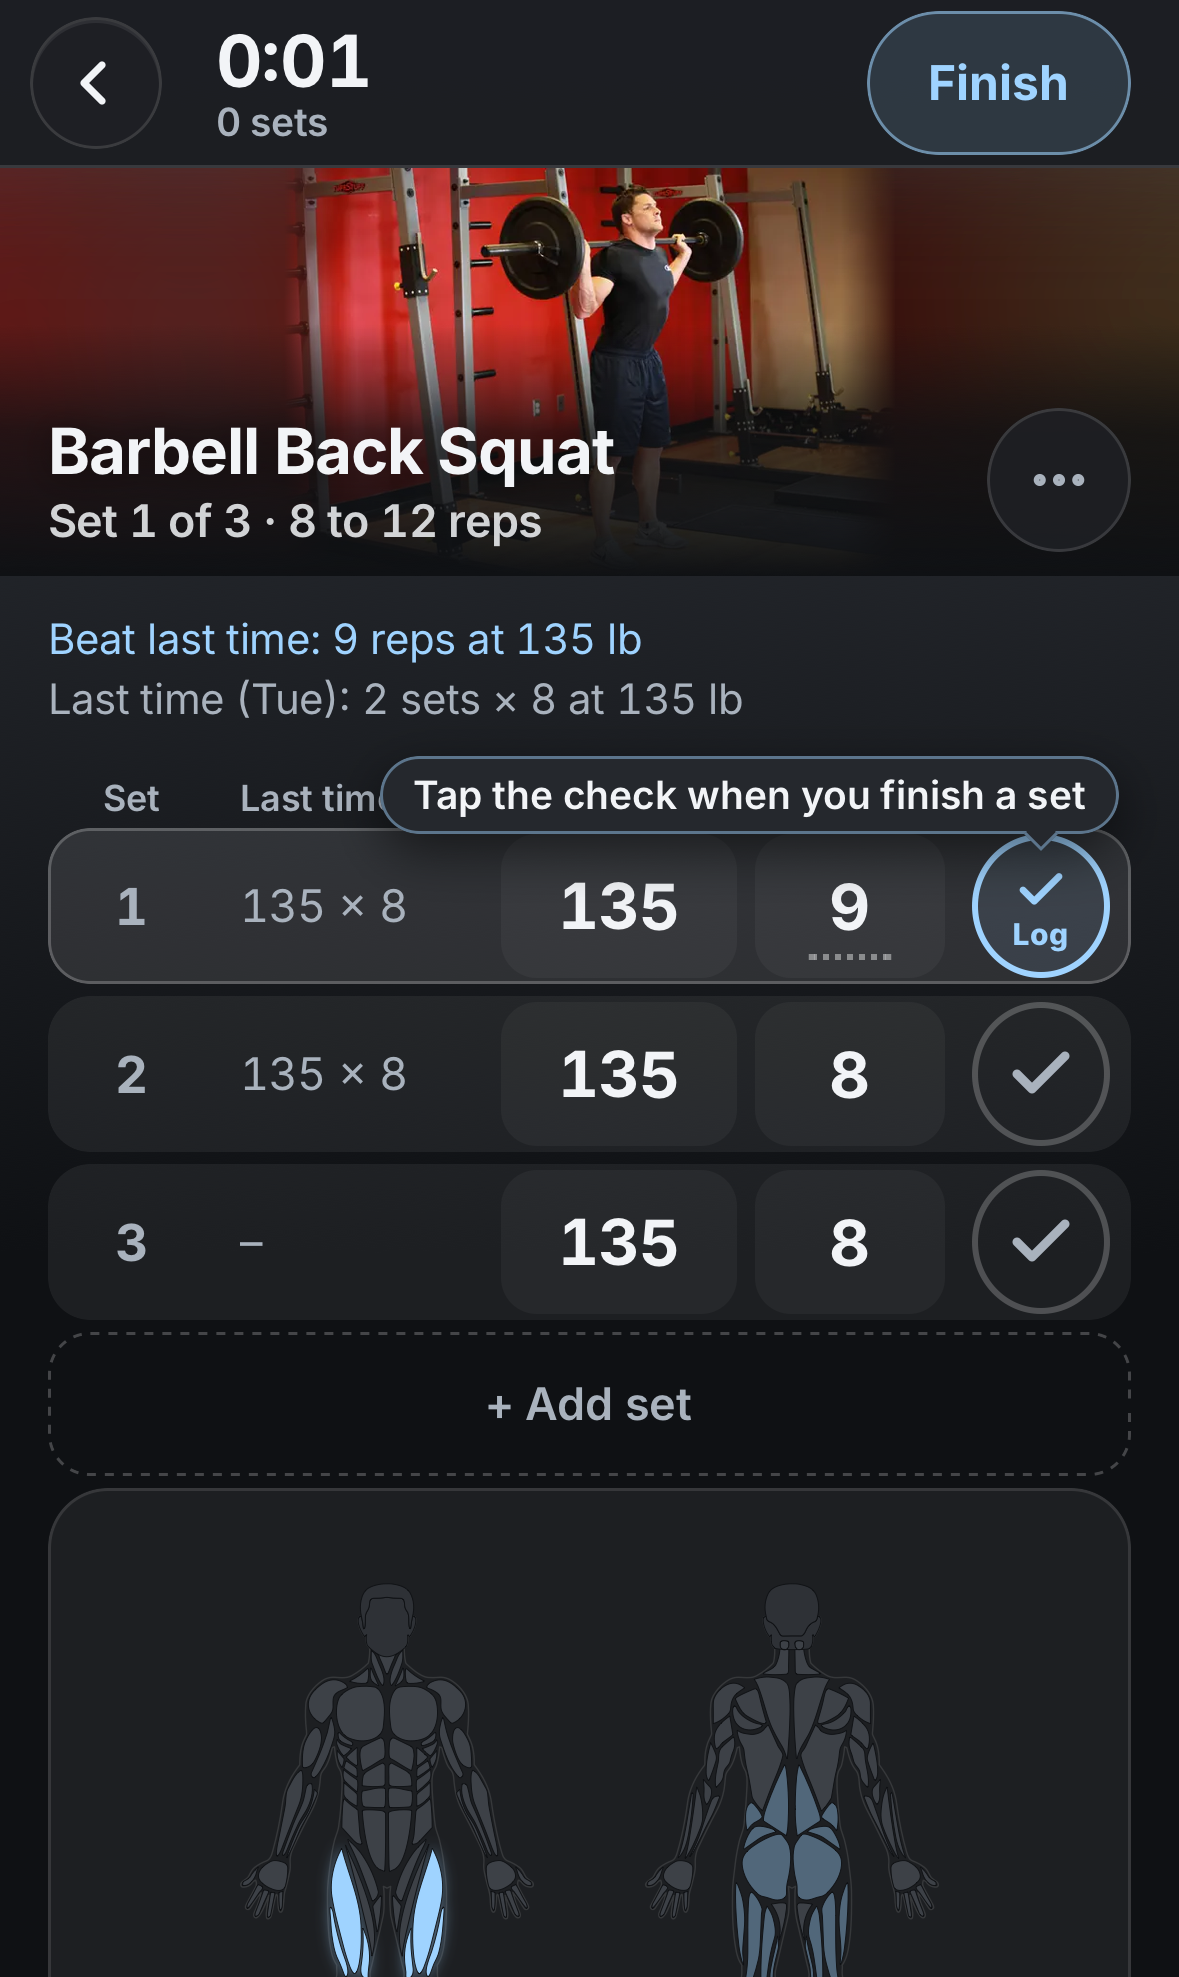 0:01
0 sets
Finish
Barbell Back Squat
Set 1 of 3 · 8 to 12 reps
Beat last time: 9 reps at 135 lb
Last time (Tue): 2 sets × 8 at 135 lb
Set Last time
Tap the check when you finish a set
1 135 × 8 135 9 Log
2 135 × 8 135 8
3 – 135 8
+ Add set